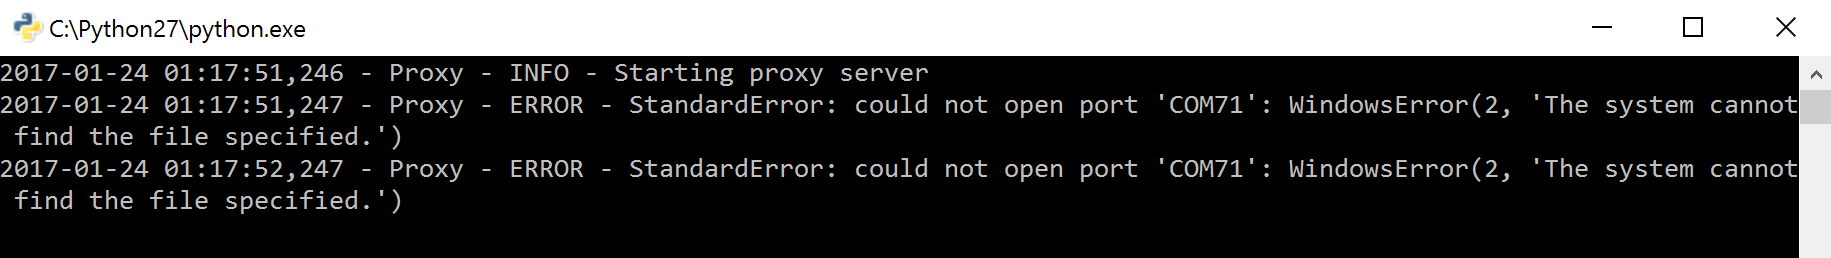 C:\Python27\python.exe
2017-01-24 01:17:51,246 - Proxy - INFO - Starting proxy server
2017-01-24 01:17:51,247 - Proxy - ERROR - StandardError: could not open port 'COM71': WindowsError(2, 'The system cannot
find the file specified.')
2017-01-24 01:17:52,247 - Proxy - ERROR - StandardError: could not open port 'COM71': WindowsError(2, 'The system cannot
find the file specified.')